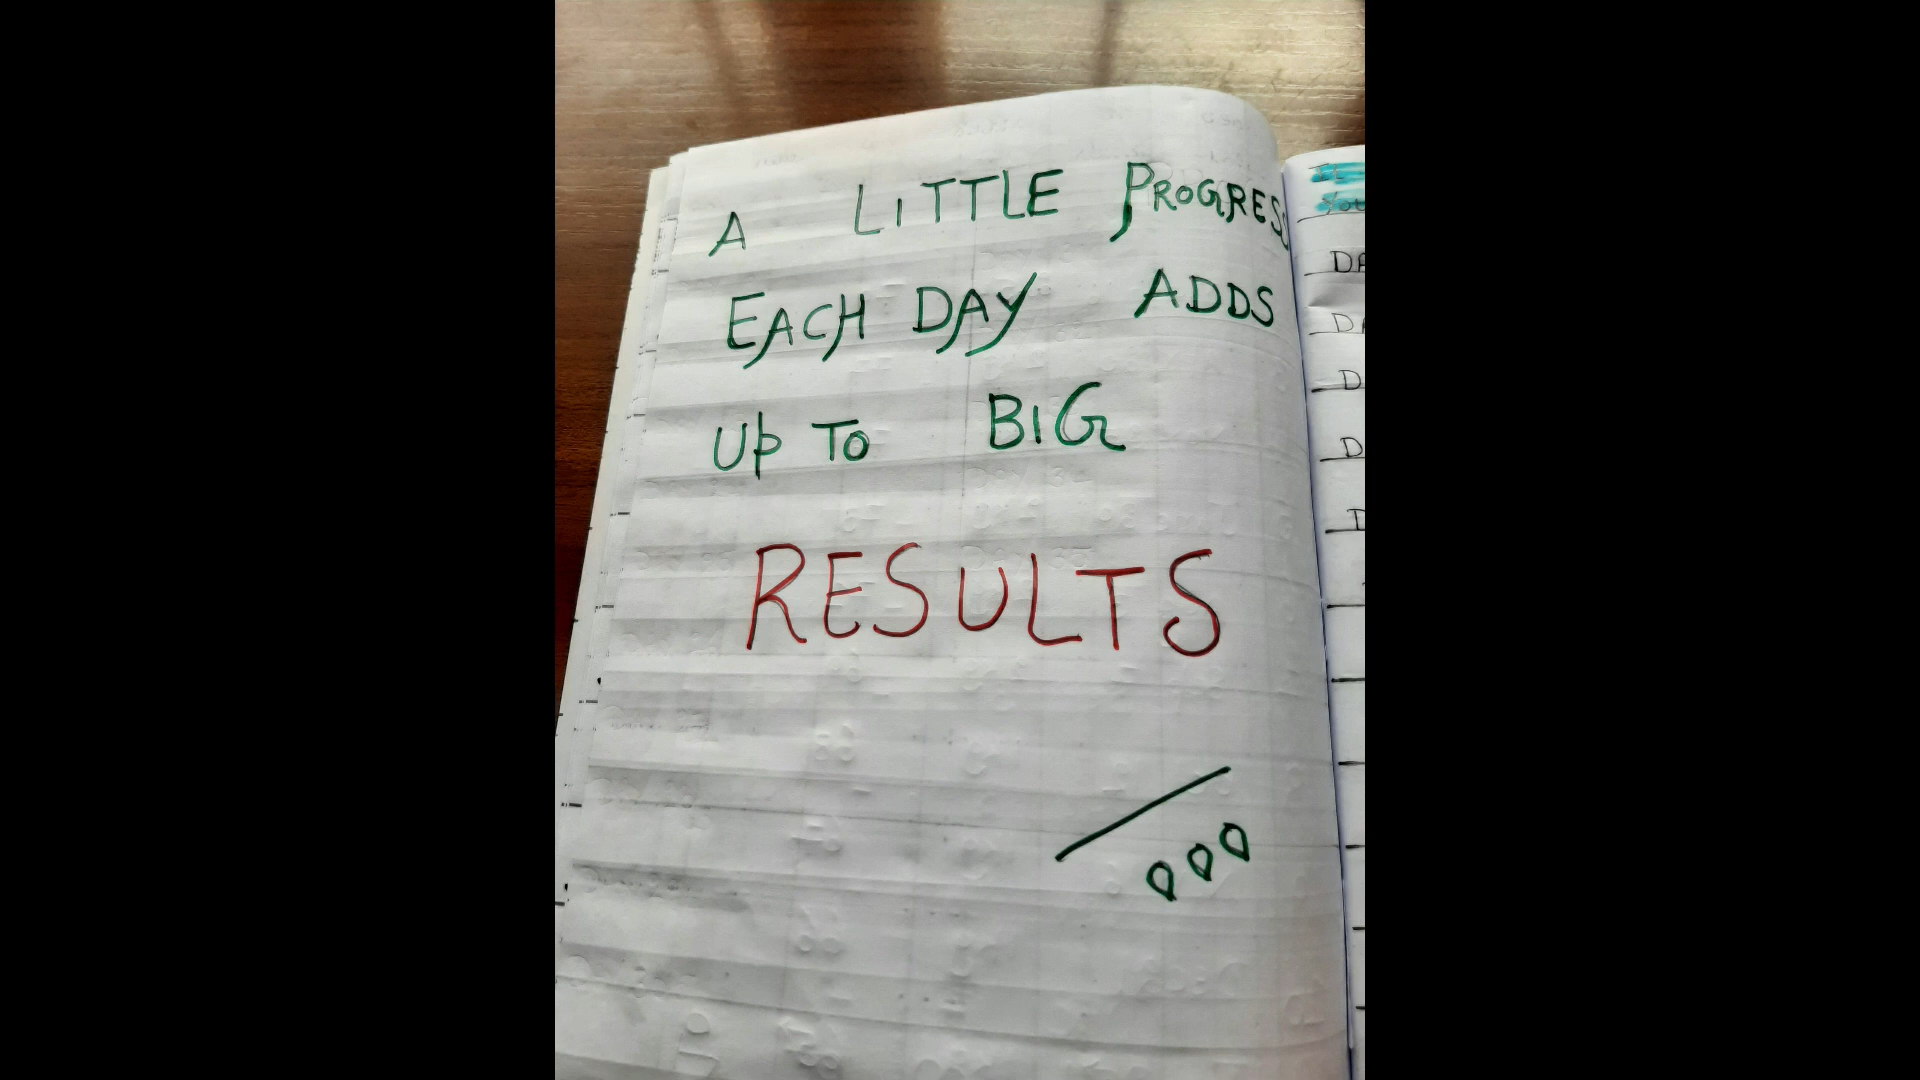 A LITTLE PROGRESS
EACH DAY ADDS
UP TO BIG
RESULTS